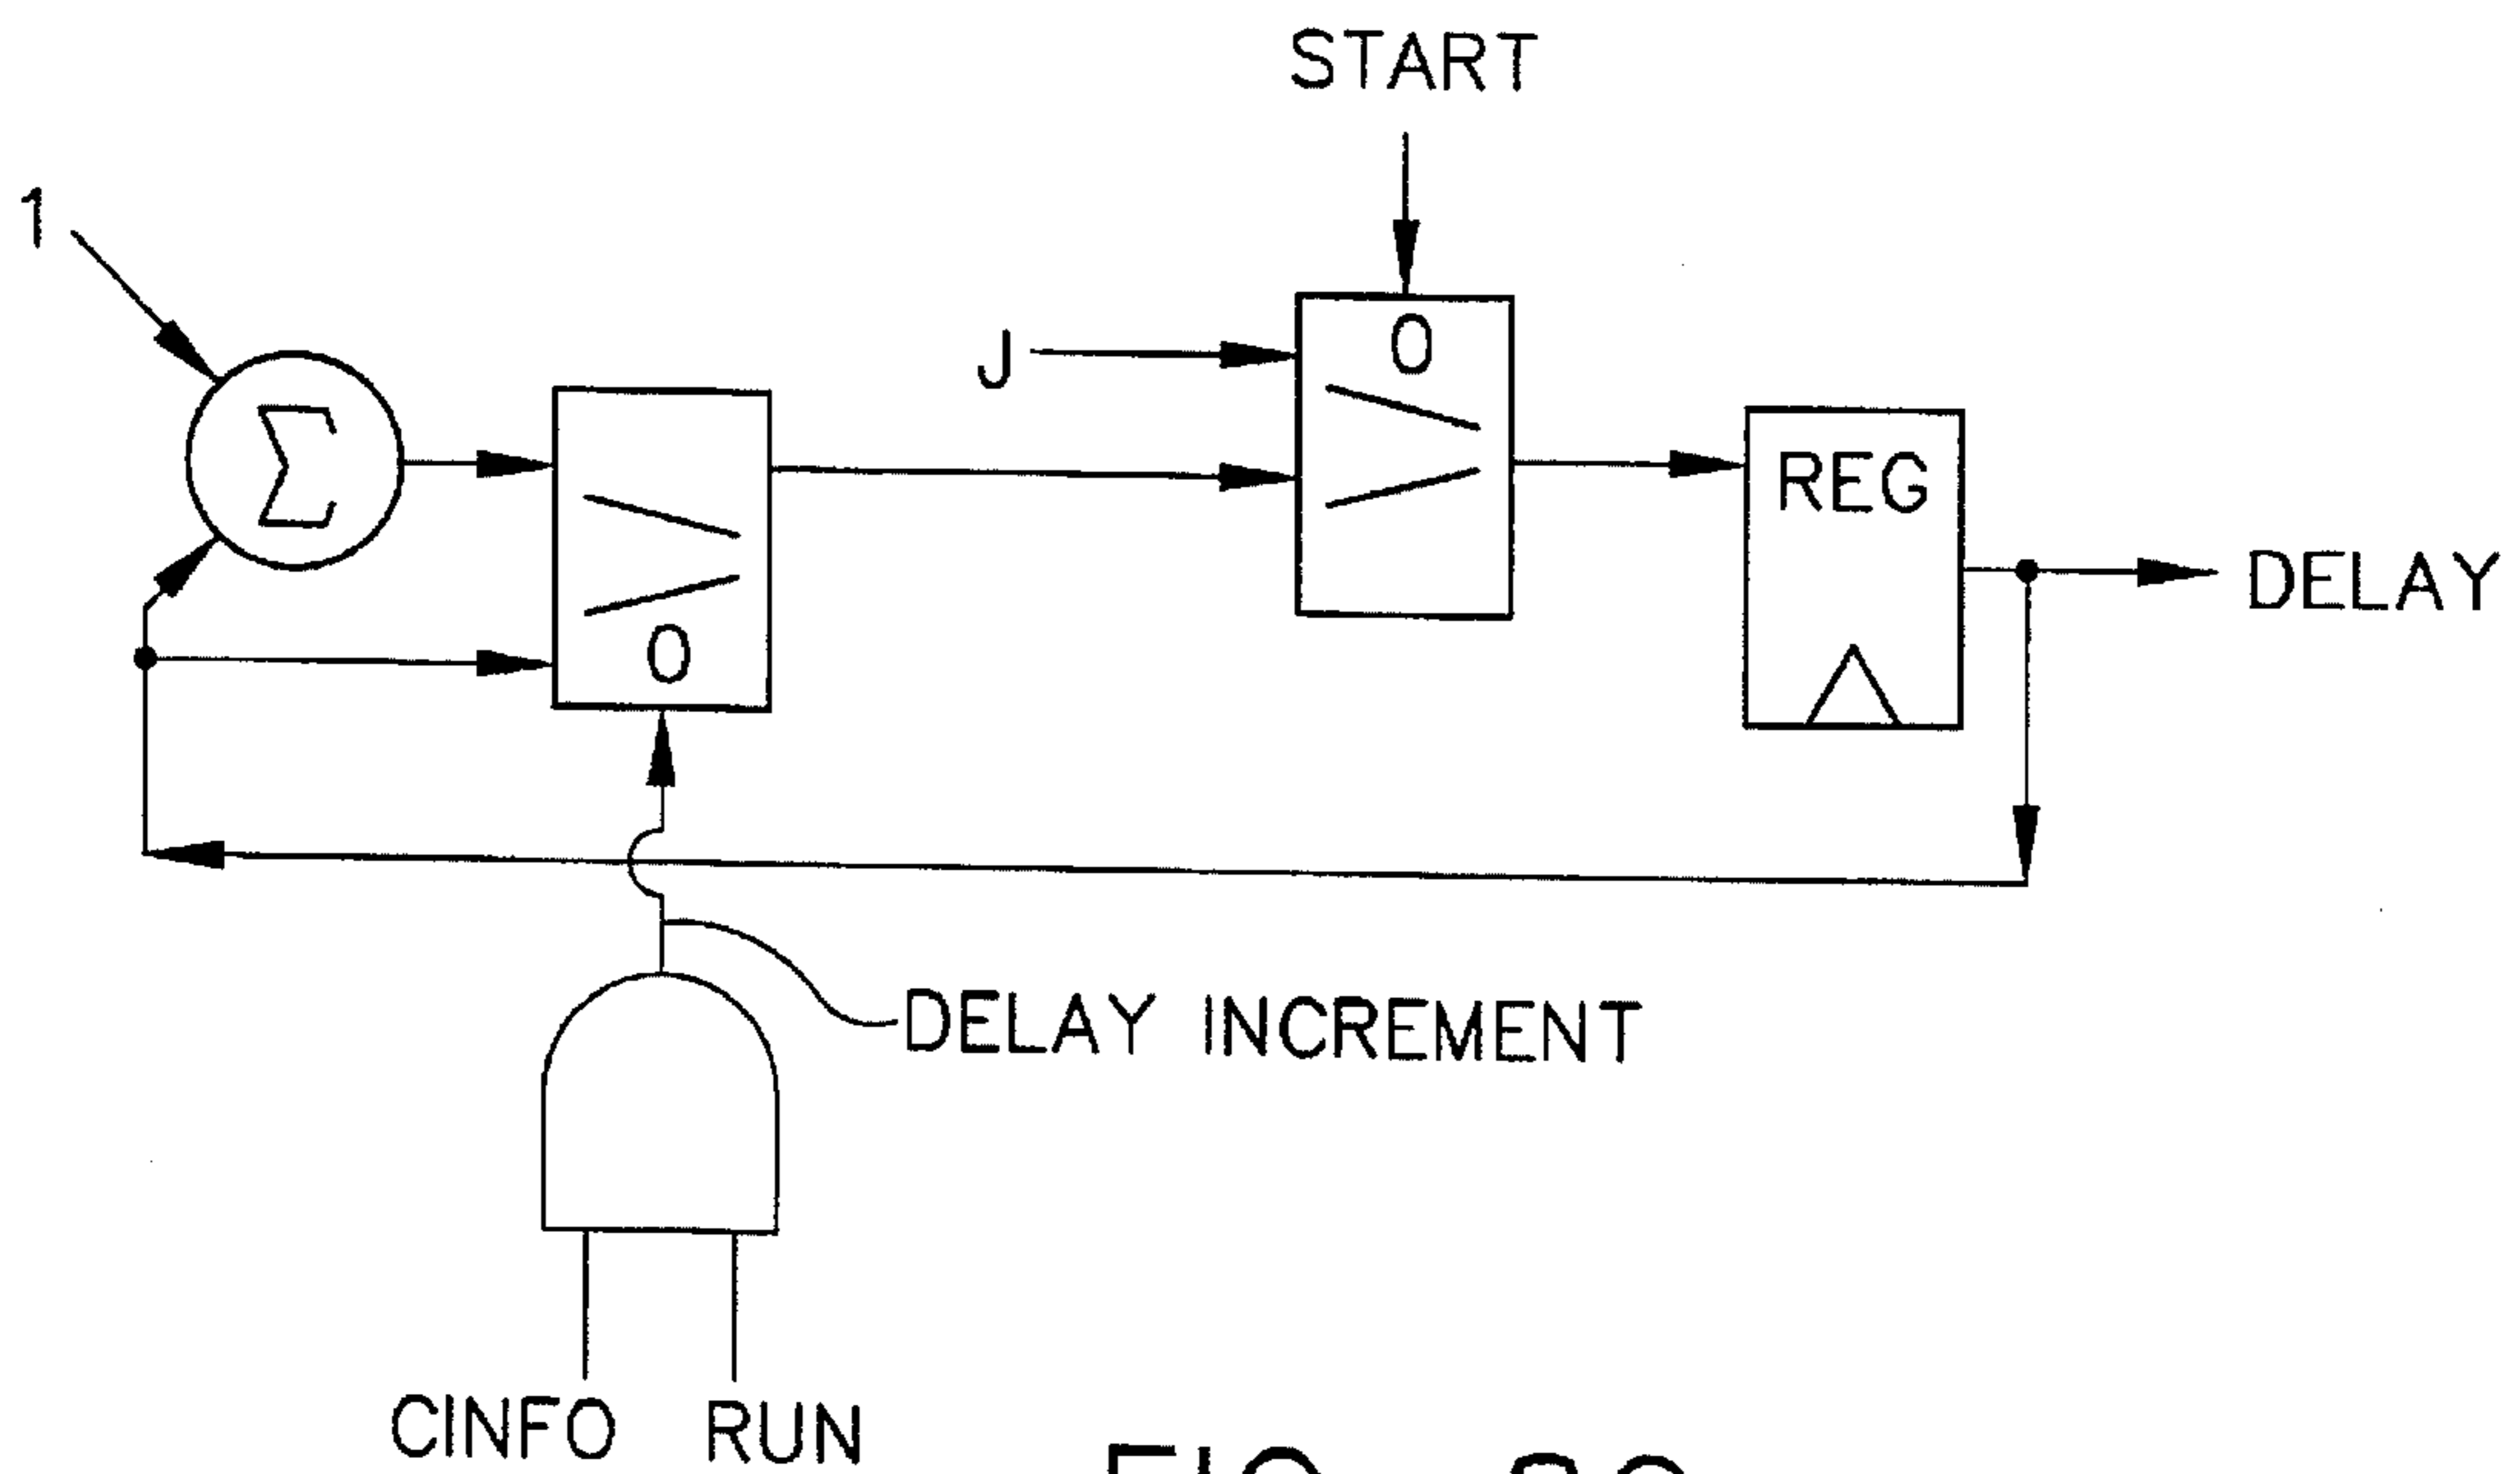 START
1
J
0
Σ
REG
DELAY
0
DELAY INCREMENT
CINFO RUN